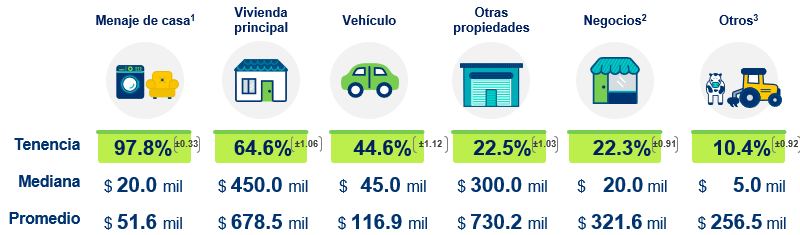 Menaje de casa¹ Vivienda principal Vehículo Otras propiedades Negocios² Otros³
Tenencia 97.8% (±0.33) 64.6% (±1.06) 44.6% (±1.12) 22.5% (±1.03) 22.3% (±0.91) 10.4% (±0.92)
Mediana $ 20.0 mil $ 450.0 mil $ 45.0 mil $ 300.0 mil $ 20.0 mil $ 5.0 mil
Promedio $ 51.6 mil $ 678.5 mil $ 116.9 mil $ 730.2 mil $ 321.6 mil $ 256.5 mil